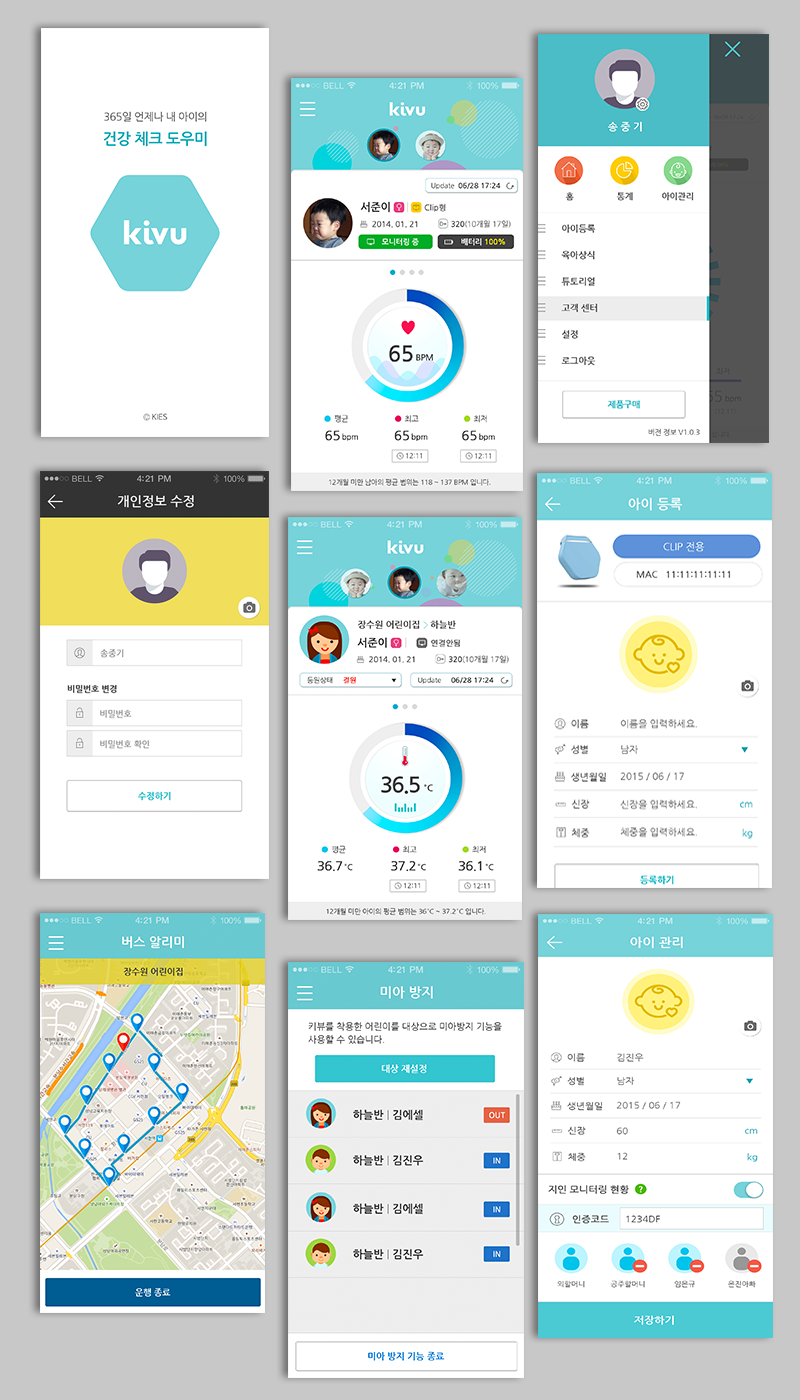 365일 언제나 내 아이의
건강 체크 도우미
kivu
Ⓒ KIES
BELL 4:21 PM 100%
kivu
Update 06/28 17:24
서준이 Clip형
2014. 01. 21 D+ 320(10개월 17일)
모니터링 중 배터리 100%
65 BPM
평균 최고 최저
65 bpm 65 bpm 65 bpm
12:11 12:11
12개월 미만 남아의 평균 범위는 118 ~ 137 BPM 입니다.
송 중 기
홈 통계 아이관리
아이등록
육아상식
튜토리얼
고객 센터
설정
로그아웃
제품구매
버전 정보 V1.0.3
BELL 4:21 PM 100%
개인정보 수정
송중기
비밀번호 변경
비밀번호
비밀번호 확인
수정하기
BELL 4:21 PM 100%
kivu
장수원 어린이집 > 하늘반
서준이 연결안됨
2014. 01. 21 D+ 320(10개월 17일)
등원상태 결원 Update 06/28 17:24
36.5 °C
평균 최고 최저
36.7 °C 37.2 °C 36.1 °C
12:11 12:11
12개월 미만 아이의 평균 범위는 36°C ~ 37.2°C 입니다.
BELL 4:21 PM 100%
아이 등록
CLIP 전용
MAC 11:11:11:11:11:11
이름 이름을 입력하세요.
성별 남자
생년월일 2015 / 06 / 17
신장 신장을 입력하세요. cm
체중 체중을 입력하세요. kg
등록하기
BELL 4:21 PM 100%
버스 알리미
장수원 어린이집
GS25
GS25
운행 종료
BELL 4:21 PM 100%
미아 방지
키뷰를 착용한 어린이를 대상으로 미아방지 기능을
사용할 수 있습니다.
대상 재설정
하늘반 | 김에셀 OUT
하늘반 | 김진우 IN
하늘반 | 김에셀 IN
하늘반 | 김진우 IN
미아 방지 기능 종료
BELL 4:21 PM 100%
아이 관리
이름 김진우
성별 남자
생년월일 2015 / 06 / 17
신장 60 cm
체중 12 kg
지인 모니터링 현황 ?
인증코드 1234DF
외할머니 공주할머니 임은규 은진아빠
저장하기